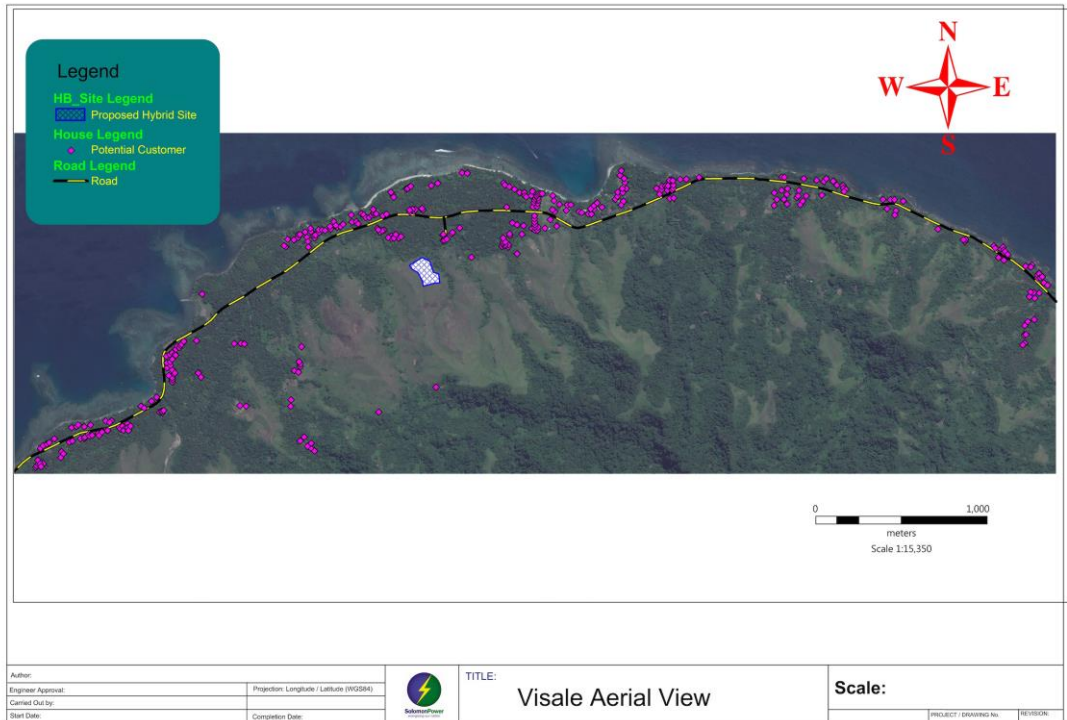 Legend
HB_Site Legend
Proposed Hybrid Site
House Legend
Potential Customer
Road Legend
Road
N
W
E
S
0
1,000
meters
Scale 1:15,350
Author:
Engineer Approval:
Projection: Longitude / Latitude (WGS84)
Carried Out by:
Start Date:
Completion Date:
SolomonPower
TITLE:
Visale Aerial View
Scale:
PROJECT / DRAWING No.
REVISION: